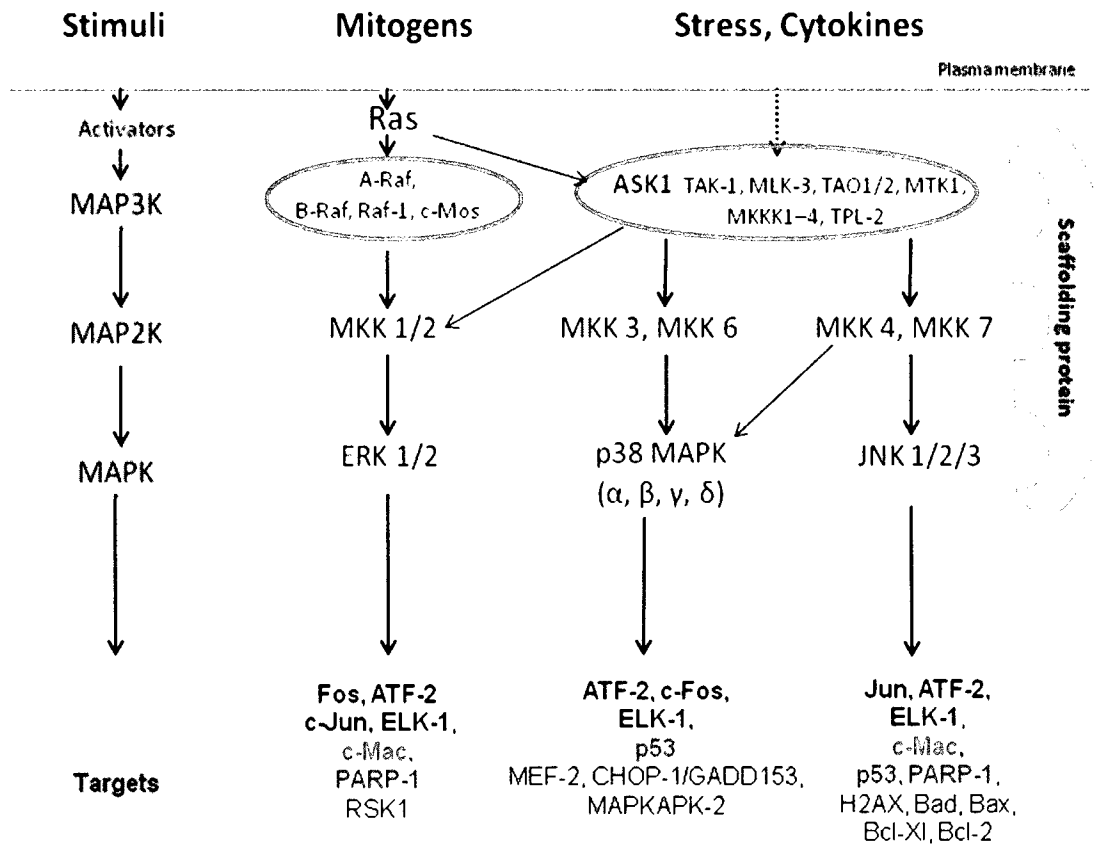 Stimuli Mitogens Stress, Cytokines
Plasma membrane
Activators
Ras
MAP3K
A-Raf,
B-Raf, Raf-1, c-Mos
ASK1 TAK-1, MLK-3, TAO1/2, MTK1,
MKKK1–4, TPL-2
Scaffolding protein
MAP2K
MKK 1/2
MKK 3, MKK 6
MKK 4, MKK 7
MAPK
ERK 1/2
p38 MAPK
(α, β, γ, δ)
JNK 1/2/3
Targets
Fos, ATF-2
c-Jun, ELK-1,
c-Mac,
PARP-1
RSK1
ATF-2, c-Fos,
ELK-1,
p53
MEF-2, CHOP-1/GADD153,
MAPKAPK-2
Jun, ATF-2,
ELK-1,
c-Mac,
p53, PARP-1,
H2AX, Bad, Bax,
Bcl-Xl, Bcl-2